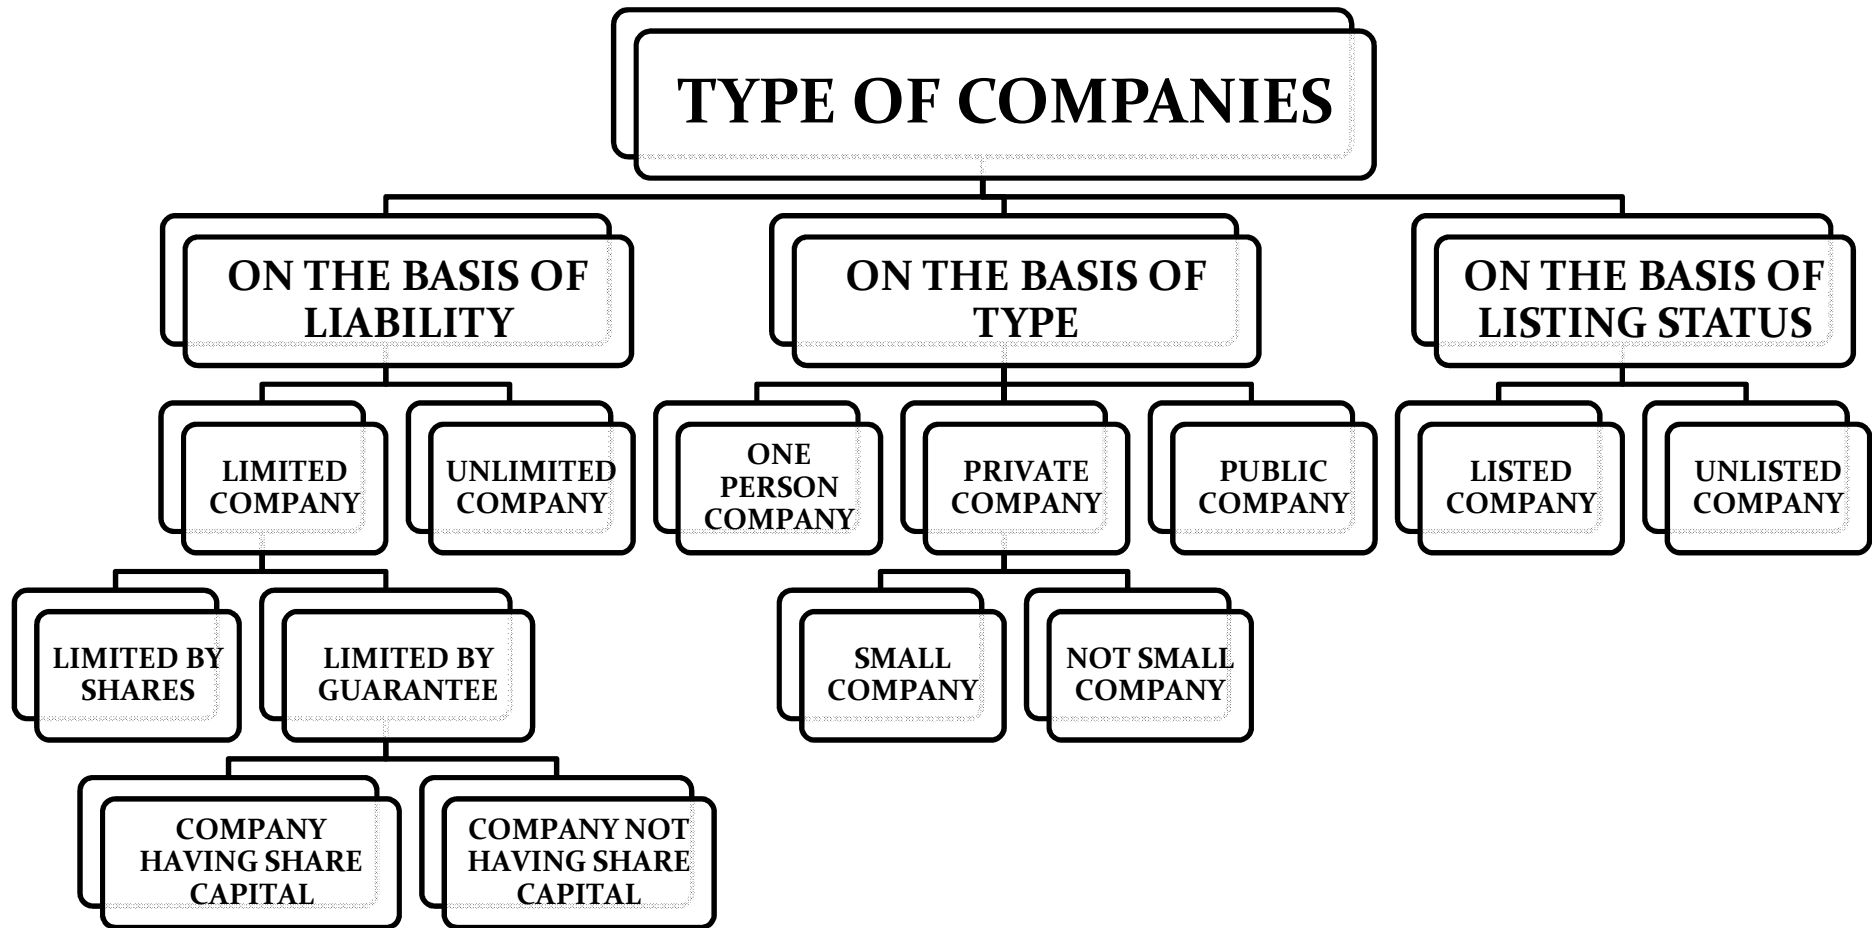 TYPE OF COMPANIES
ON THE BASIS OF
LIABILITY
ON THE BASIS OF
TYPE
ON THE BASIS OF
LISTING STATUS
LIMITED
COMPANY
UNLIMITED
COMPANY
ONE
PERSON
COMPANY
PRIVATE
COMPANY
PUBLIC
COMPANY
LISTED
COMPANY
UNLISTED
COMPANY
LIMITED BY
SHARES
LIMITED BY
GUARANTEE
SMALL
COMPANY
NOT SMALL
COMPANY
COMPANY
HAVING SHARE
CAPITAL
COMPANY NOT
HAVING SHARE
CAPITAL